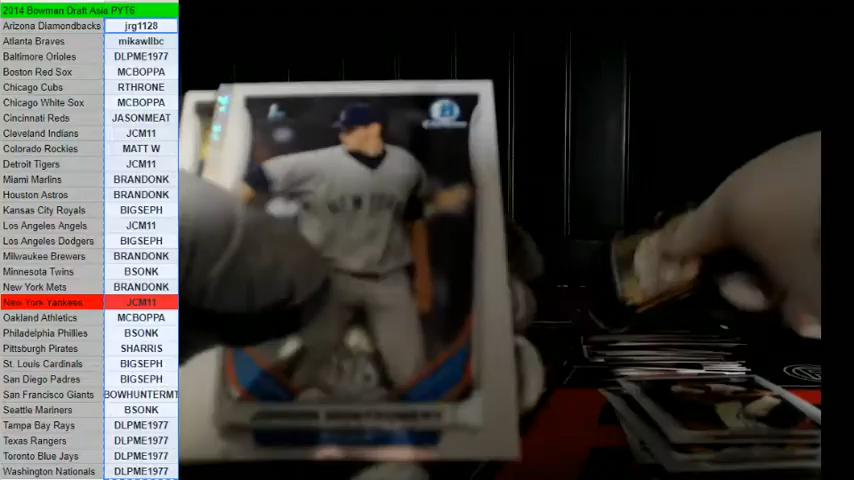 2014 Bowman Draft Asia PYT6
Arizona Diamondbacks jrg1128
Atlanta Braves mikawllbc
Baltimore Orioles DLPME1977
Boston Red Sox MCBOPPA
Chicago Cubs RTHRONE
Chicago White Sox MCBOPPA
Cincinnati Reds JASONMEAT
Cleveland Indians JCM11
Colorado Rockies MATT W
Detroit Tigers JCM11
Miami Marlins BRANDONK
Houston Astros BRANDONK
Kansas City Royals BIGSEPH
Los Angeles Angels JCM11
Los Angeles Dodgers BIGSEPH
Milwaukee Brewers BRANDONK
Minnesota Twins BSONK
New York Mets BRANDONK
New York Yankees JCM11
Oakland Athletics MCBOPPA
Philadelphia Phillies BSONK
Pittsburgh Pirates SHARRIS
St. Louis Cardinals BIGSEPH
San Diego Padres BIGSEPH
San Francisco Giants BOWHUNTERMT
Seattle Mariners BSONK
Tampa Bay Rays DLPME1977
Texas Rangers DLPME1977
Toronto Blue Jays DLPME1977
Washington Nationals DLPME1977
NEW YORK